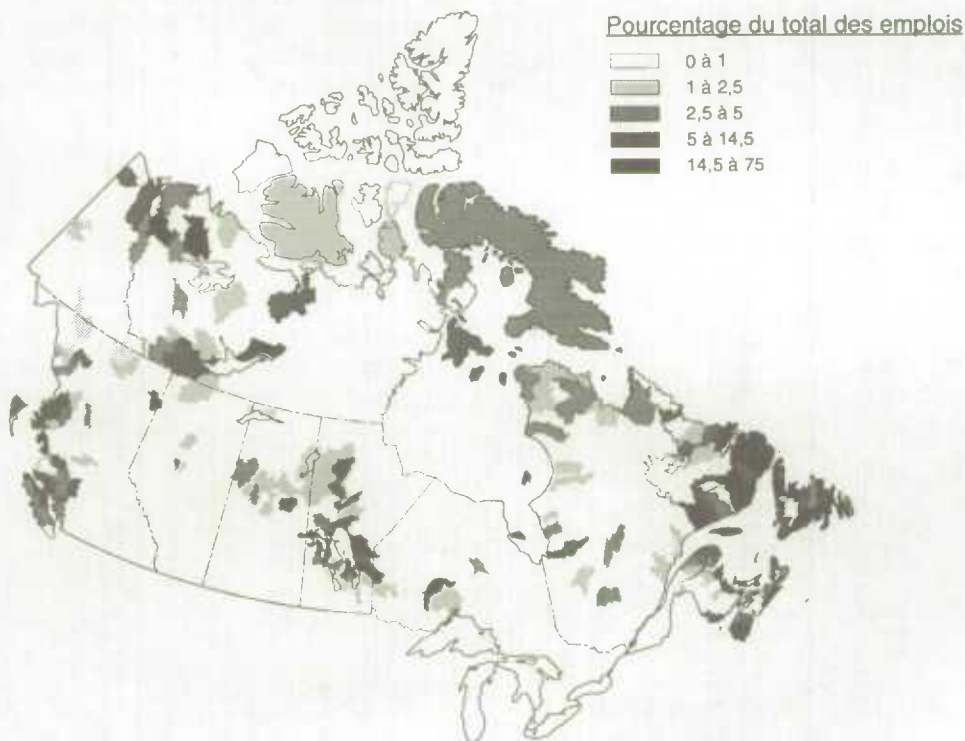 Pourcentage du total des emplois
0 à 1
1 à 2,5
2,5 à 5
5 à 14,5
14,5 à 75